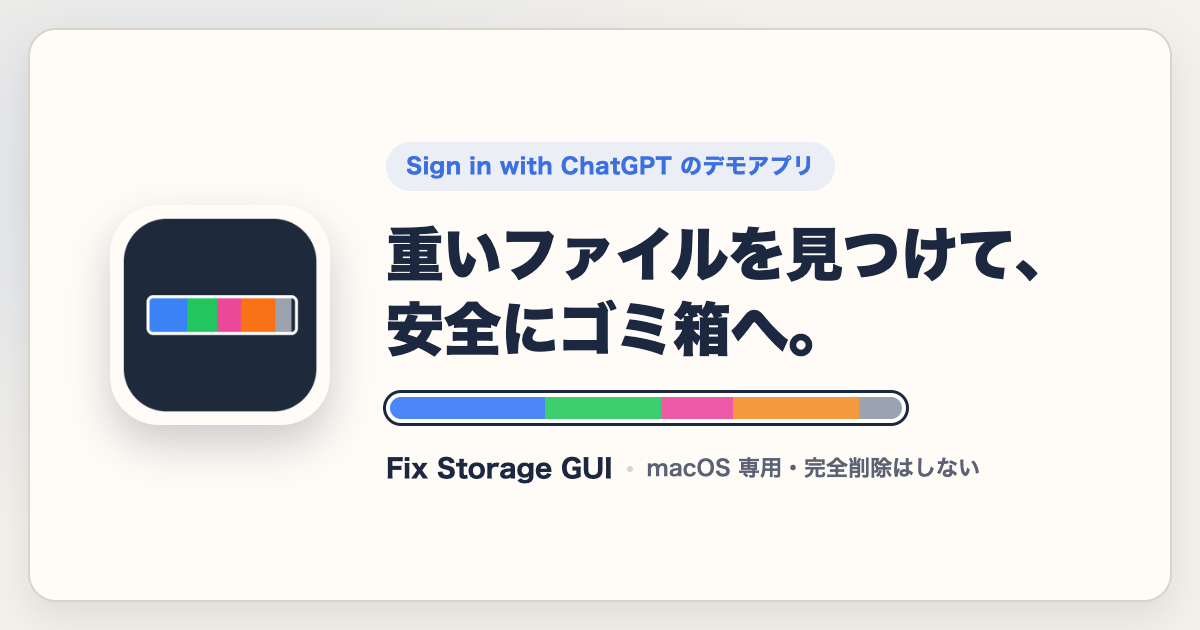 Sign in with ChatGPT のデモアプリ
重いファイルを見つけて、
安全にゴミ箱へ。
Fix Storage GUI • macOS 専用・完全削除はしない